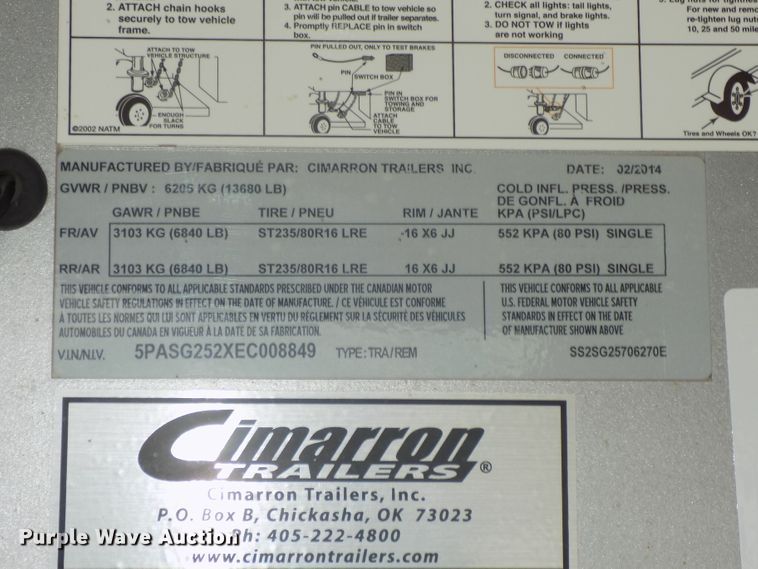 2. ATTACH chain hooks
securely to tow vehicle
frame.
ATTACH TO TOW
VEHICLE STRUCTURE
ENOUGH
SLACK
FOR TURNS
©2002 NATM
3. ATTACH pin CABLE to tow vehicle so
pin will be pulled out if trailer separates.
4. Promptly REPLACE pin in switch
box.
PIN PULLED OUT, ONLY TO TEST BRAKES
PIN
SWITCH BOX
PIN IN
SWITCH BOX FOR
TOWING AND
STORAGE
ATTACH
CABLE
TO TOW
VEHICLE
2. CHECK all lights: tail lights,
turn signal, and brake lights.
3. DO NOT TOW if lights
are not working
DISCONNECTED
CONNECTED
For new and remov
re-tighten lug nuts
10, 25 and 50 mile
Tires and Wheels OK?
MANUFACTURED BY/FABRIQUÉ PAR: CIMARRON TRAILERS INC. DATE: 02/2014
GVWR / PNBV : 6205 KG (13680 LB)
COLD INFL. PRESS. /PRESS.
DE GONFL. À FROID
KPA (PSI/LPC)
GAWR / PNBE TIRE / PNEU RIM / JANTE
FR/AV 3103 KG (6840 LB) ST235/80R16 LRE 16 X6 JJ 552 KPA (80 PSI) SINGLE
RR/AR 3103 KG (6840 LB) ST235/80R16 LRE 16 X6 JJ 552 KPA (80 PSI) SINGLE
THIS VEHICLE CONFORMS TO ALL APPLICABLE STANDARDS PRESCRIBED UNDER THE CANADIAN MOTOR
VEHICLE SAFETY REGULATIONS IN EFFECT ON THE DATE OF MANUFACTURE. / CE VÉHICULE EST CONFORME
À TOUTES LES NORMES QUI LUI SONT APPLICABLES EN VERTU DU RÈGLEMENT SUR LA SÉCURITÉ DES VÉHICULES
AUTOMOBILES DU CANADA EN VIGUEUR À LA DATE DE SA FABRICATION.
THIS VEHICLE CONFORMS TO ALL APPLICABLE
U.S. FEDERAL MOTOR VEHICLE SAFETY
STANDARDS IN EFFECT ON THE DATE
OF MANUFACTURE SHOWN ABOVE
V.I.N/N.I.V. 5PASG252XEC008849 TYPE: TRA/REM SS2SG25706270E
Cimarron
TRAILERS®
Cimarron Trailers, Inc.
P.O. Box B, Chickasha, OK 73023
Ph: 405-222-4800
www.cimarrontrailers.com
Purple Wave Auction